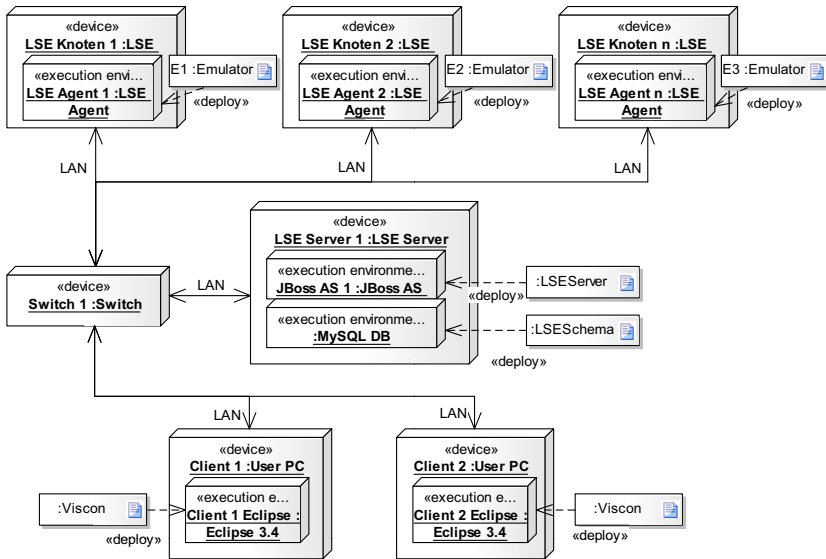 «device»
LSE Knoten 1 :LSE
«execution envi...
LSE Agent 1 :LSE
Agent
E1 :Emulator
«deploy»
«device»
LSE Knoten 2 :LSE
«execution envi...
LSE Agent 2 :LSE
Agent
E2 :Emulator
«deploy»
«device»
LSE Knoten n :LSE
«execution envi...
LSE Agent n :LSE
Agent
E3 :Emulator
«deploy»
LAN
LAN
LAN
«device»
Switch 1 :Switch
LAN
«device»
LSE Server 1 :LSE Server
«execution environme...
JBoss AS 1 :JBoss AS
«execution environme...
:MySQL DB
:LSEServer
«deploy»
:LSESchema
«deploy»
LAN
LAN
«device»
Client 1 :User PC
«execution e...
Client 1 Eclipse :
Eclipse 3.4
:Viscon
«deploy»
«device»
Client 2 :User PC
«execution e...
Client 2 Eclipse :
Eclipse 3.4
:Viscon
«deploy»